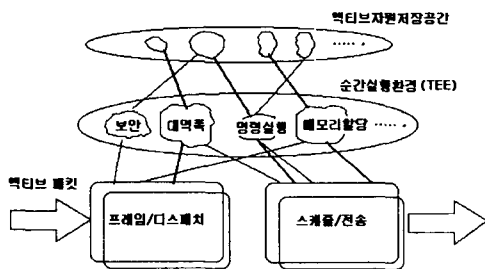 액티브자원저장공간
......
순간실행환경(TEE)
보안 대역폭 명령실행 메모리할당 ......
액티브 패킷
프레임/디스패치 스케쥴/전송